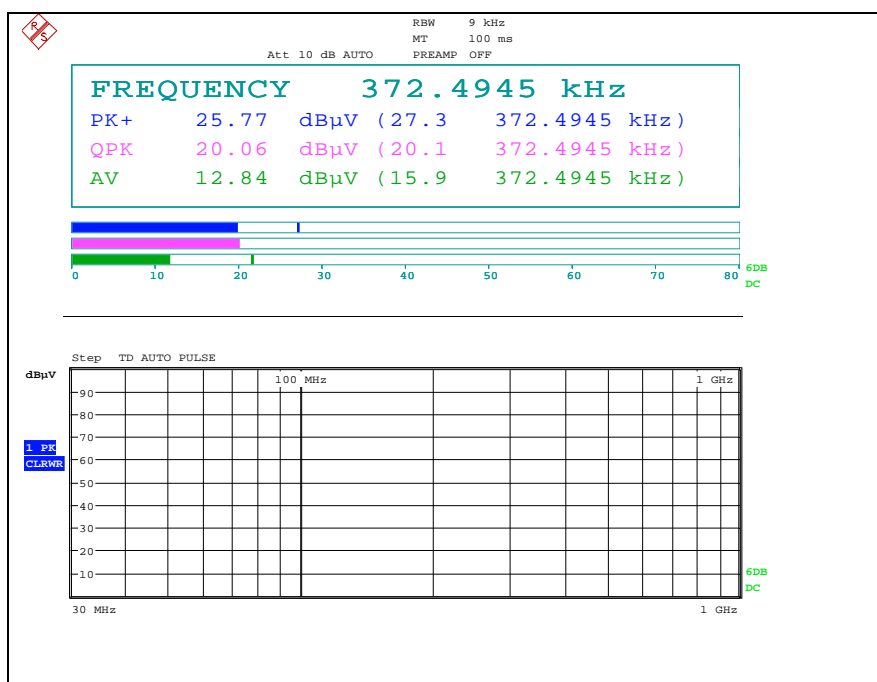 R S
RBW 9 kHz
MT 100 ms
Att 10 dB AUTO PREAMP OFF
FREQUENCY 372.4945 kHz
PK+ 25.77 dBµV (27.3 372.4945 kHz)
QPK 20.06 dBµV (20.1 372.4945 kHz)
AV 12.84 dBµV (15.9 372.4945 kHz)
0 10 20 30 40 50 60 70 80
6DB
DC
Step TD AUTO PULSE
dBµV
100 MHz 1 GHz
90
80
70
1 PK
CLRWR
60
50
40
30
20
10
6DB
DC
30 MHz 1 GHz